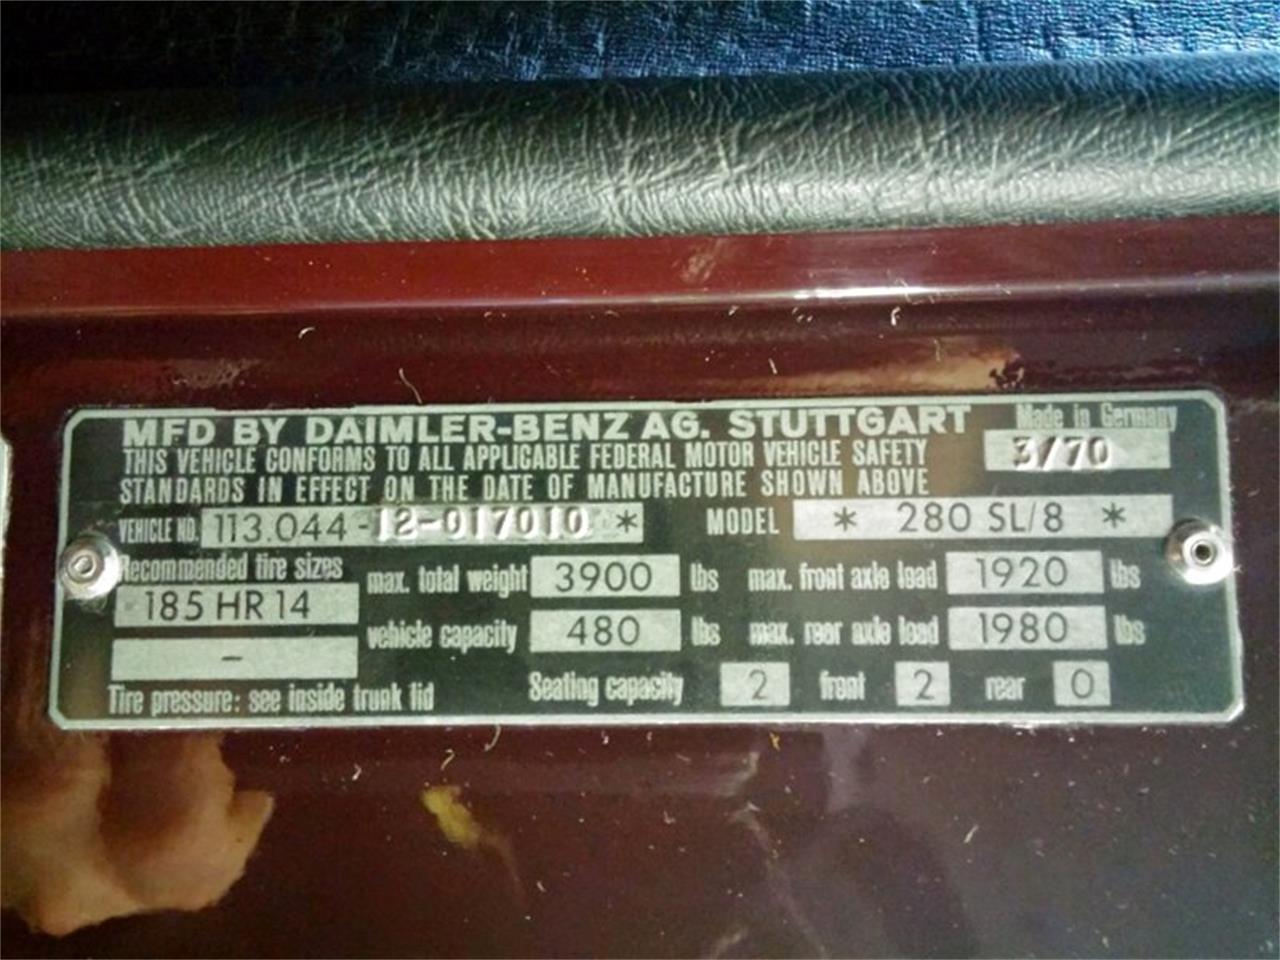 MFD BY DAIMLER-BENZ AG. STUTTGART Made in Germany
THIS VEHICLE CONFORMS TO ALL APPLICABLE FEDERAL MOTOR VEHICLE SAFETY 3/70
STANDARDS IN EFFECT ON THE DATE OF MANUFACTURE SHOWN ABOVE
VEHICLE NO. 113.044-12-017010 * MODEL * 280 SL/8 *
Recommended tire sizes max. total weight 3900 lbs max. front axle load 1920 lbs
185 HR 14 vehicle capacity 480 lbs max. rear axle load 1980 lbs
–
Tire pressure: see inside trunk lid Seating capacity 2 front 2 rear 0